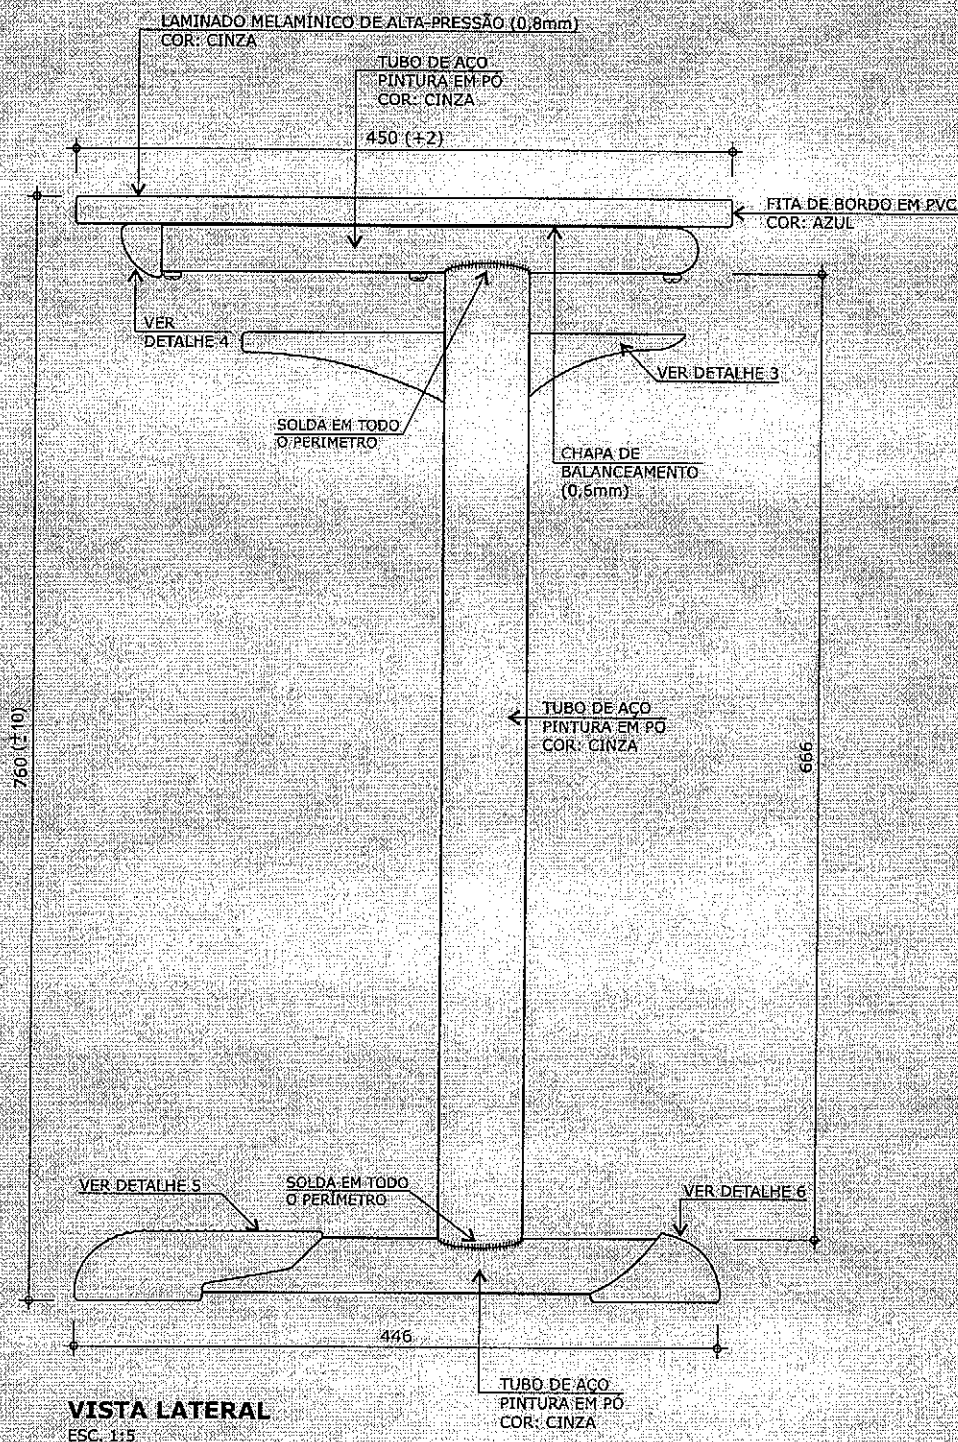 LAMINADO MELAMÍNICO DE ALTA-PRESSÃO (0,8mm)
COR: CINZA
TUBO DE AÇO
PINTURA EM PÓ
COR: CINZA
450 (+2)
FITA DE BORDO EM PVC
COR: AZUL
VER
DETALHE 4
VER DETALHE 3
SOLDA EM TODO
O PERÍMETRO
CHAPA DE
BALANCEAMENTO
(0,6mm)
760 (±10)
TUBO DE AÇO
PINTURA EM PÓ
COR: CINZA
666
VER DETALHE 5
SOLDA EM TODO
O PERÍMETRO
VER DETALHE 6
446
TUBO DE AÇO
PINTURA EM PÓ
COR: CINZA
VISTA LATERAL
ESC. 1:5